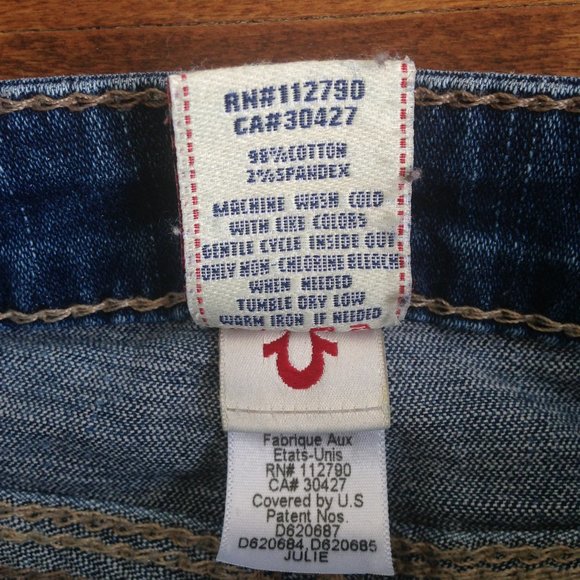 RN#112790
CA#30427
98%COTTON
2%SPANDEX
MACHINE WASH COLD
WITH LIKE COLORS
GENTLE CYCLE INSIDE OUT
ONLY NON-CHLORINE BLEACH
WHEN NEEDED
TUMBLE DRY LOW
WARM IRON IF NEEDED
Fabrique Aux
Etats-Unis
RN# 112790
CA# 30427
Covered by U.S
Patent Nos.
D620687
D620684, D620685
JULIE